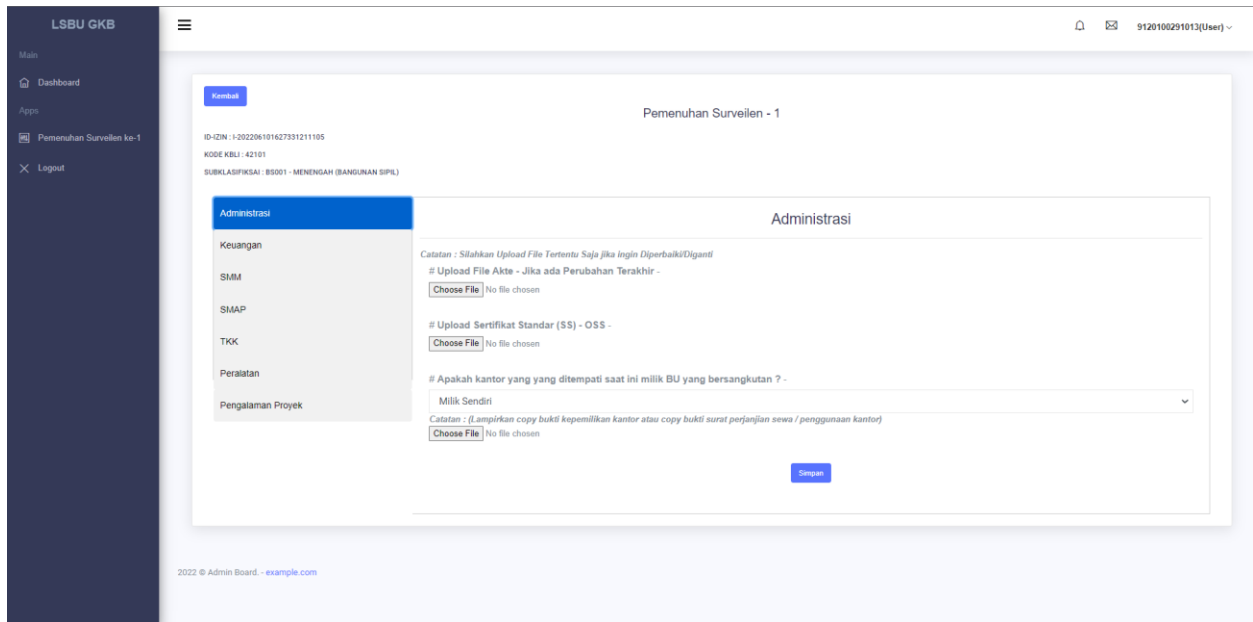 LSBU GKB
9120100291013(User)
Main
Dashboard
Apps
Pemenuhan Surveilen ke-1
Logout
Kembali
Pemenuhan Surveilen - 1
ID-IZIN : I-202206101627331211105
KODE KBLI : 42101
SUBKLASIFIKSAI : BS001 - MENENGAH (BANGUNAN SIPIL)
Administrasi
Keuangan
SMM
SMAP
TKK
Peralatan
Pengalaman Proyek
Administrasi
Catatan : Silahkan Upload File Tertentu Saja jika ingin Diperbaiki/Diganti
# Upload File Akte - Jika ada Perubahan Terakhir -
Choose File No file chosen
# Upload Sertifikat Standar (SS) - OSS -
Choose File No file chosen
# Apakah kantor yang yang ditempati saat ini milik BU yang bersangkutan ? -
Milik Sendiri
Catatan : (Lampirkan copy bukti kepemilikan kantor atau copy bukti surat perjanjian sewa / penggunaan kantor)
Choose File No file chosen
Simpan
2022 © Admin Board. - example.com